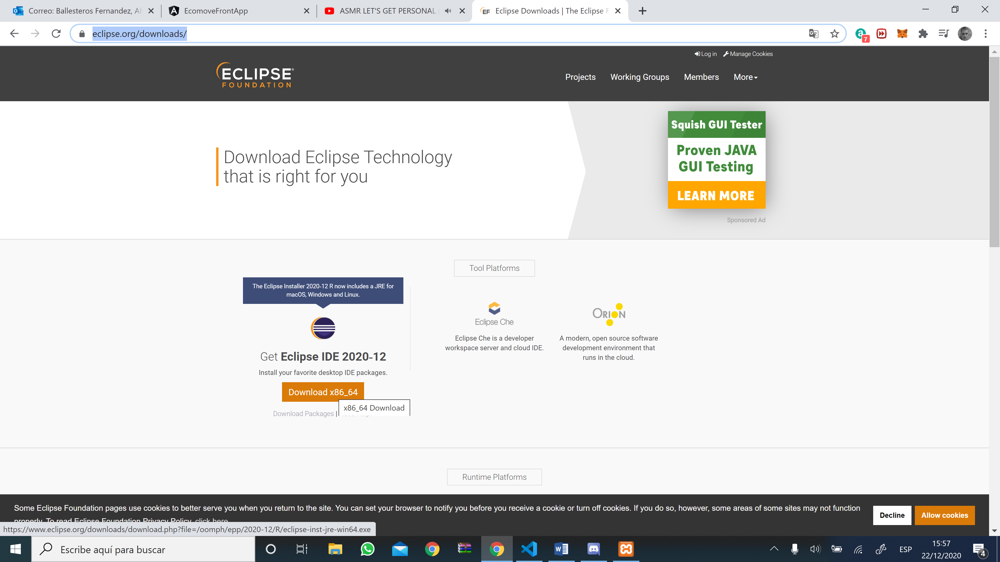 Correo: Ballesteros Fernandez, Al
EcomoveFrontApp
ASMR LET'S GET PERSONAL
EF Eclipse Downloads | The Eclipse F
eclipse.org/downloads/
7
Log in Manage Cookies
ECLIPSE®
FOUNDATION
Projects Working Groups Members More
Squish GUI Tester
Proven JAVA
GUI Testing
LEARN MORE
Sponsored Ad
Download Eclipse Technology
that is right for you
Tool Platforms
The Eclipse Installer 2020-12 R now includes a JRE for
macOS, Windows and Linux.
Get Eclipse IDE 2020-12
Install your favorite desktop IDE packages.
Download x86_64
x86_64 Download
Download Packages |
Eclipse Che
Eclipse Che is a developer
workspace server and cloud IDE.
ORION
A modern, open source software
development environment that
runs in the cloud.
Runtime Platforms
Some Eclipse Foundation pages use cookies to better serve you when you return to the site. You can set your browser to notify you before you receive a cookie or turn off cookies. If you do so, however, some areas of some sites may not function
properly. To read Eclipse Foundation Privacy Policy, click here.
Decline
Allow cookies
https://www.eclipse.org/downloads/download.php?file=/oomph/epp/2020-12/R/eclipse-inst-jre-win64.exe
Escribe aquí para buscar
ESP
15:57
22/12/2020
4